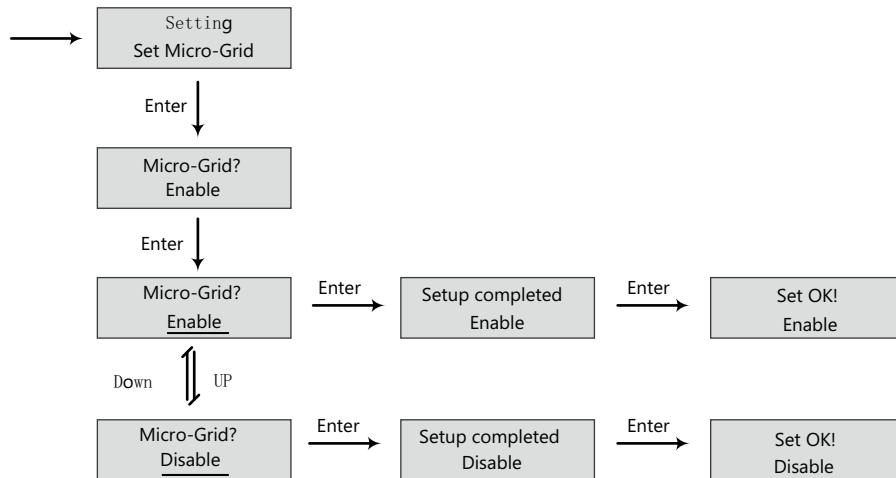 Setting
Set Micro-Grid
Enter
Micro-Grid?
Enable
Enter
Micro-Grid?
Enable
Enter
Setup completed
Enable
Enter
Set OK!
Enable
Down
UP
Micro-Grid?
Disable
Enter
Setup completed
Disable
Enter
Set OK!
Disable